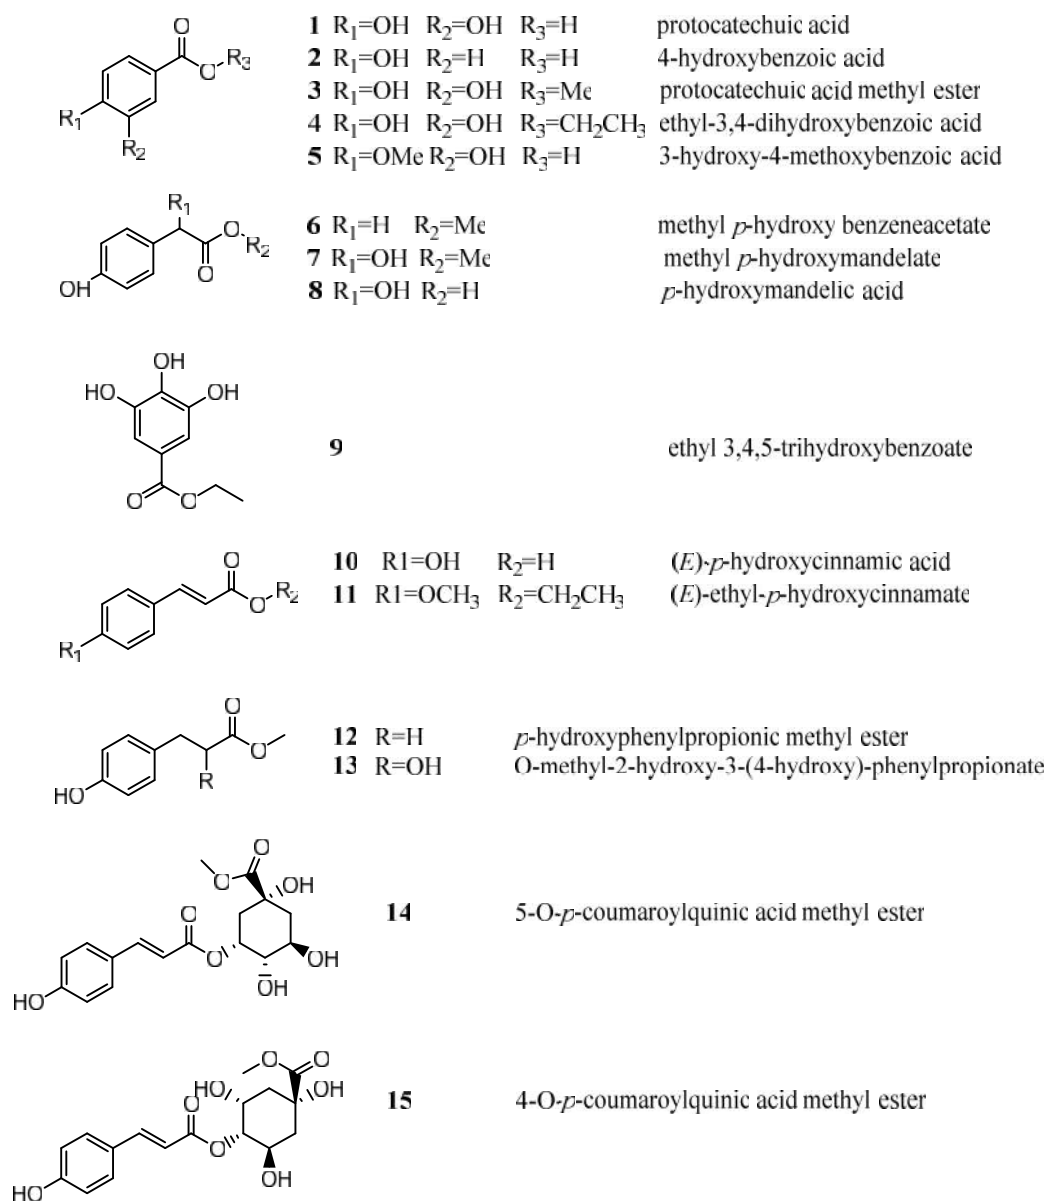 O
O
R₃
R₁
R₂
1 R₁=OH R₂=OH R₃=H protocatechuic acid
2 R₁=OH R₂=H R₃=H 4-hydroxybenzoic acid
3 R₁=OH R₂=OH R₃=Me protocatechuic acid methyl ester
4 R₁=OH R₂=OH R₃=CH₂CH₃ ethyl-3,4-dihydroxybenzoic acid
5 R₁=OMe R₂=OH R₃=H 3-hydroxy-4-methoxybenzoic acid
R₁
O
R₂
O
OH
6 R₁=H R₂=Me methyl p-hydroxy benzeneacetate
7 R₁=OH R₂=Me methyl p-hydroxymandelate
8 R₁=OH R₂=H p-hydroxymandelic acid
OH
HO
OH
O
O
9 ethyl 3,4,5-trihydroxybenzoate
O
O
R₂
R₁
10 R1=OH R₂=H (E)-p-hydroxycinnamic acid
11 R1=OCH₃ R₂=CH₂CH₃ (E)-ethyl-p-hydroxycinnamate
O
O
R
HO
12 R=H p-hydroxyphenylpropionic methyl ester
13 R=OH O-methyl-2-hydroxy-3-(4-hydroxy)-phenylpropionate
O
O
OH
O
O
OH
OH
HO
14 5-O-p-coumaroylquinic acid methyl ester
O
O
HO
OH
O
O
OH
HO
15 4-O-p-coumaroylquinic acid methyl ester